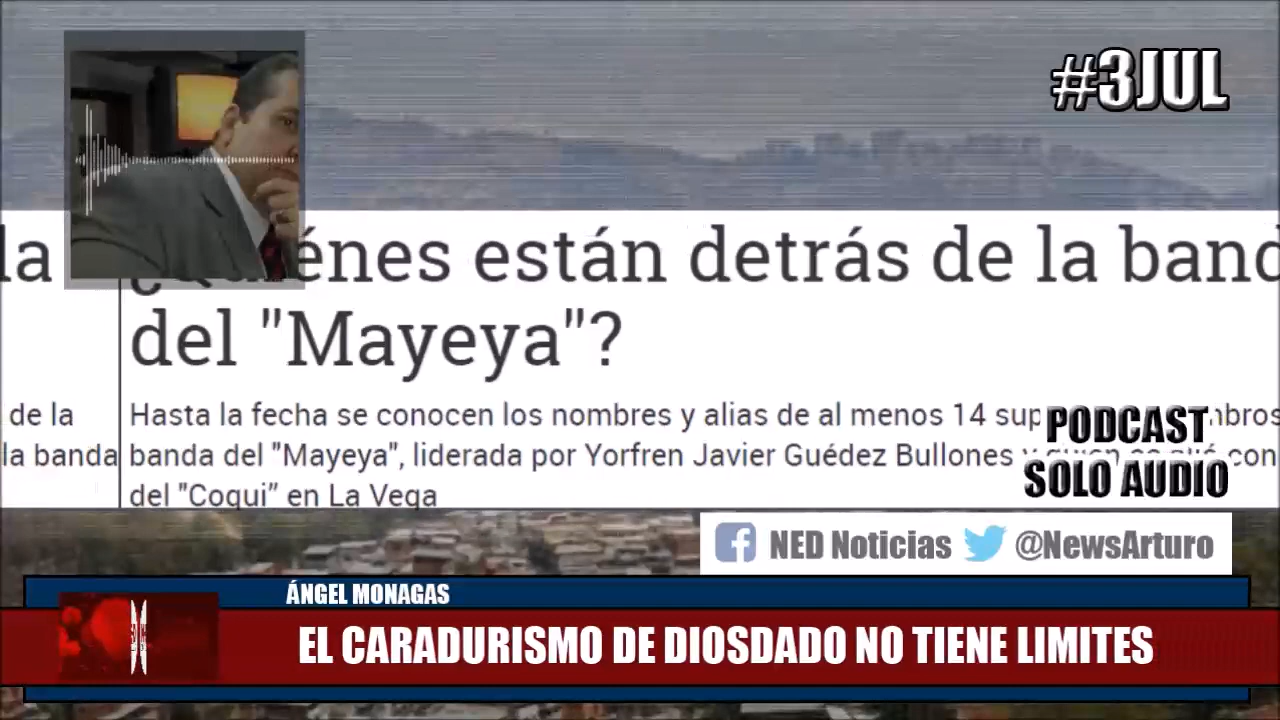 #3JUL
la
¿Quiénes están detrás de la band
del "Mayeya"?
de la
Hasta la fecha se conocen los nombres y alias de al menos 14
la banda
banda del "Mayeya", liderada por Yorfren Javier Guédez Bullones
del "Coqui" en La Vega
PODCAST
SOLO AUDIO
NED Noticias @NewsArturo
ÁNGEL MONAGAS
EL CARADURISMO DE DIOSDADO NO TIENE LIMITES